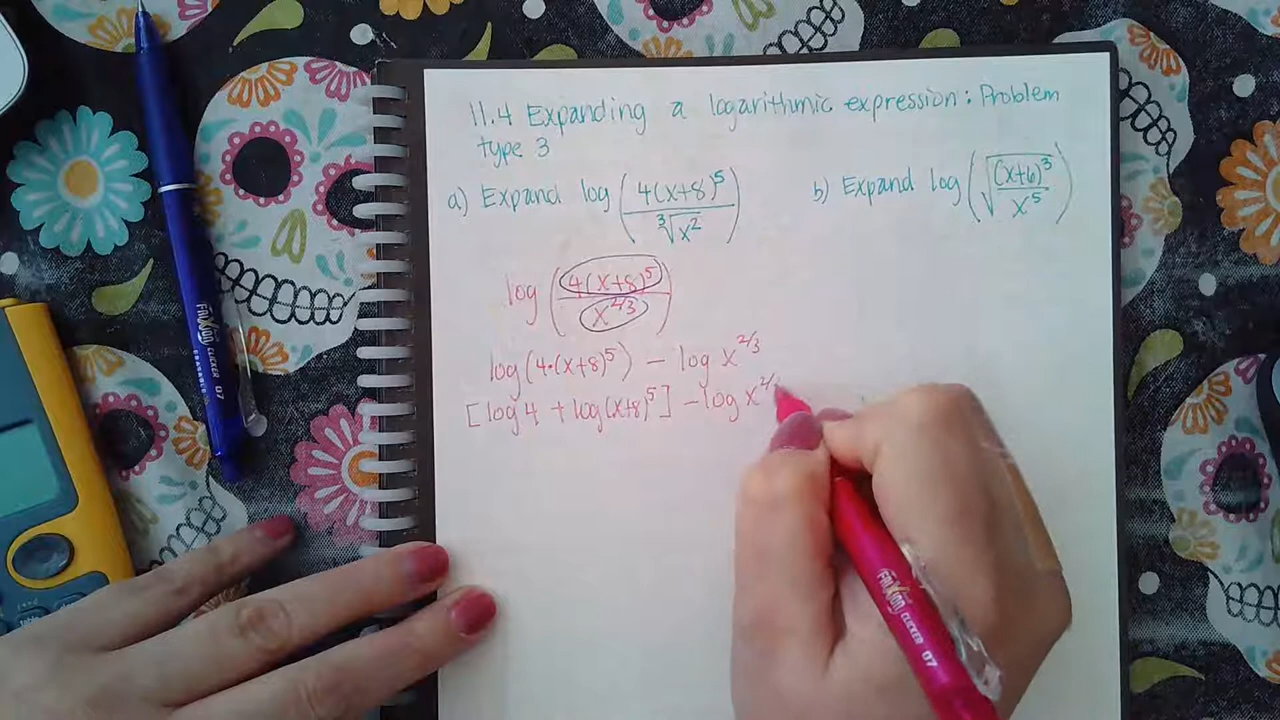 11.4 Expanding a logarithmic expression: Problem
type 3
a) Expand log(4(x+8)^5 / ∛x^2)
b) Expand log(√((x+6)^3 / x^5))
log(4(x+8)^5 / x^2/3)
log(4•(x+8)^5) - log x^2/3
[log 4 + log(x+8)^5] - log x^2/
FriXion CLICKER 07
FriXion CLICKER 07